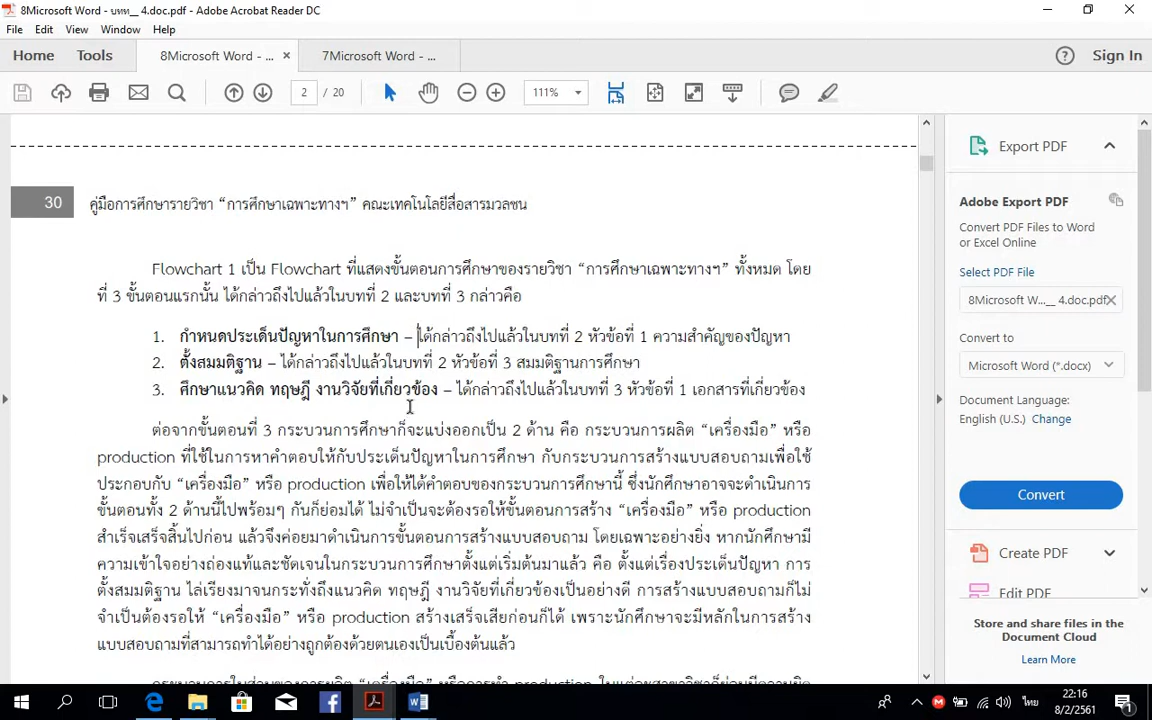 8Microsoft Word - บทท__ 4.doc.pdf - Adobe Acrobat Reader DC
File Edit View Window Help
Home Tools 8Microsoft Word - ... × 7Microsoft Word - ... Sign In
2 / 20 111%
30 คู่มือการศึกษารายวิชา “การศึกษาเฉพาะทางฯ” คณะเทคโนโลยีสื่อสารมวลชน
Flowchart 1 เป็น Flowchart ที่แสดงขั้นตอนการศึกษาของรายวิชา “การศึกษาเฉพาะทางฯ” ทั้งหมด โดย
ที่ 3 ขั้นตอนแรกนั้น ได้กล่าวถึงไปแล้วในบทที่ 2 และบทที่ 3 กล่าวคือ
1. กำหนดประเด็นปัญหาในการศึกษา – ได้กล่าวถึงไปแล้วในบทที่ 2 หัวข้อที่ 1 ความสำคัญของปัญหา
2. ตั้งสมมติฐาน – ได้กล่าวถึงไปแล้วในบทที่ 2 หัวข้อที่ 3 สมมติฐานการศึกษา
3. ศึกษาแนวคิด ทฤษฎี งานวิจัยที่เกี่ยวข้อง – ได้กล่าวถึงไปแล้วในบทที่ 3 หัวข้อที่ 1 เอกสารที่เกี่ยวข้อง
ต่อจากขั้นตอนที่ 3 กระบวนการศึกษาก็จะแบ่งออกเป็น 2 ด้าน คือ กระบวนการผลิต “เครื่องมือ” หรือ
production ที่ใช้ในการหาคำตอบให้กับประเด็นปัญหาในการศึกษา กับกระบวนการสร้างแบบสอบถามเพื่อใช้
ประกอบกับ “เครื่องมือ” หรือ production เพื่อให้ได้คำตอบของกระบวนการศึกษานี้ ซึ่งนักศึกษาอาจจะดำเนินการ
ขั้นตอนทั้ง 2 ด้านนี้ไปพร้อมๆ กันก็ย่อมได้ ไม่จำเป็นจะต้องรอให้ขั้นตอนการสร้าง “เครื่องมือ” หรือ production
สำเร็จเสร็จสิ้นไปก่อน แล้วจึงค่อยมาดำเนินการขั้นตอนการสร้างแบบสอบถาม โดยเฉพาะอย่างยิ่ง หากนักศึกษามี
ความเข้าใจอย่างถ่องแท้และชัดเจนในกระบวนการศึกษาตั้งแต่เริ่มต้นมาแล้ว คือ ตั้งแต่เรื่องประเด็นปัญหา การ
ตั้งสมมติฐาน ไล่เรียงมาจนกระทั่งถึงแนวคิด ทฤษฎี งานวิจัยที่เกี่ยวข้องเป็นอย่างดี การสร้างแบบสอบถามก็ไม่
จำเป็นต้องรอให้ “เครื่องมือ” หรือ production สร้างเสร็จเสียก่อนก็ได้ เพราะนักศึกษาจะมีหลักในการสร้าง
แบบสอบถามที่สามารถทำได้อย่างถูกต้องด้วยตนเองเป็นเบื้องต้นแล้ว
Export PDF
Adobe Export PDF
Convert PDF Files to Word
or Excel Online
Select PDF File
8Microsoft W...__ 4.doc.pdf
Convert to
Microsoft Word (*.docx)
Document Language:
English (U.S.) Change
Convert
Create PDF
Edit PDF
Store and share files in the
Document Cloud
Learn More
ไทย 22:16
8/2/2561